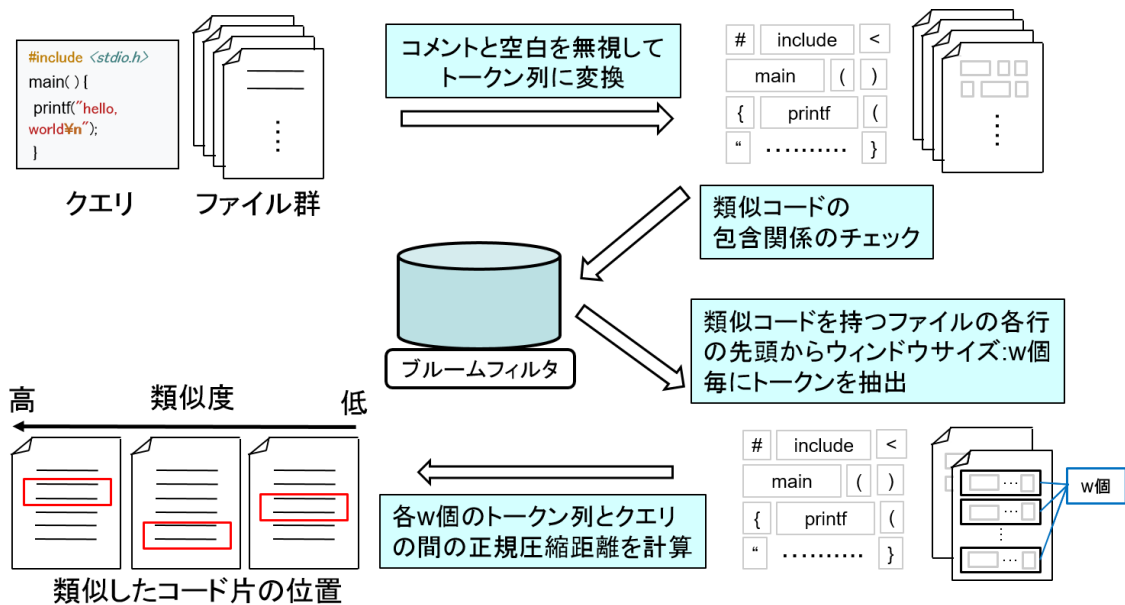 #include <stdio.h>
main( ) {
printf("hello,
world¥n");
}
クエリ
ファイル群
コメントと空白を無視して
トークン列に変換
# include <
main ( )
{ printf (
“ ‥‥‥‥‥ }
類似コードの
包含関係のチェック
ブルームフィルタ
類似コードを持つファイルの各行
の先頭からウィンドウサイズ:w個
毎にトークンを抽出
高 類似度 低
# include <
main ( )
{ printf (
“ ‥‥‥‥‥ }
w個
各w個のトークン列とクエリ
の間の正規圧縮距離を計算
類似したコード片の位置